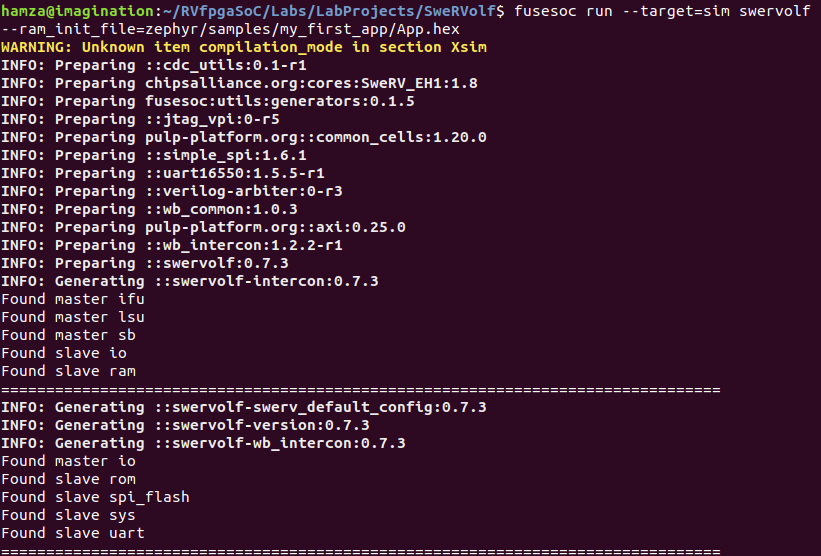 hamza@imagination:~/RVfpgaSoC/Labs/LabProjects/SweRVolf$ fusesoc run --target=sim swervolf
--ram_init_file=zephyr/samples/my_first_app/App.hex
WARNING: Unknown item compilation_mode in section Xsim
INFO: Preparing ::cdc_utils:0.1-r1
INFO: Preparing chipsalliance.org:cores:SweRV_EH1:1.8
INFO: Preparing fusesoc:utils:generators:0.1.5
INFO: Preparing ::jtag_vpi:0-r5
INFO: Preparing pulp-platform.org::common_cells:1.20.0
INFO: Preparing ::simple_spi:1.6.1
INFO: Preparing ::uart16550:1.5.5-r1
INFO: Preparing ::verilog-arbiter:0-r3
INFO: Preparing ::wb_common:1.0.3
INFO: Preparing pulp-platform.org::axi:0.25.0
INFO: Preparing ::wb_intercon:1.2.2-r1
INFO: Preparing ::swervolf:0.7.3
INFO: Generating ::swervolf-intercon:0.7.3
Found master ifu
Found master lsu
Found master sb
Found slave io
Found slave ram
================================================================================
INFO: Generating ::swervolf-swerv_default_config:0.7.3
INFO: Generating ::swervolf-version:0.7.3
INFO: Generating ::swervolf-wb_intercon:0.7.3
Found master io
Found slave rom
Found slave spi_flash
Found slave sys
Found slave uart
================================================================================